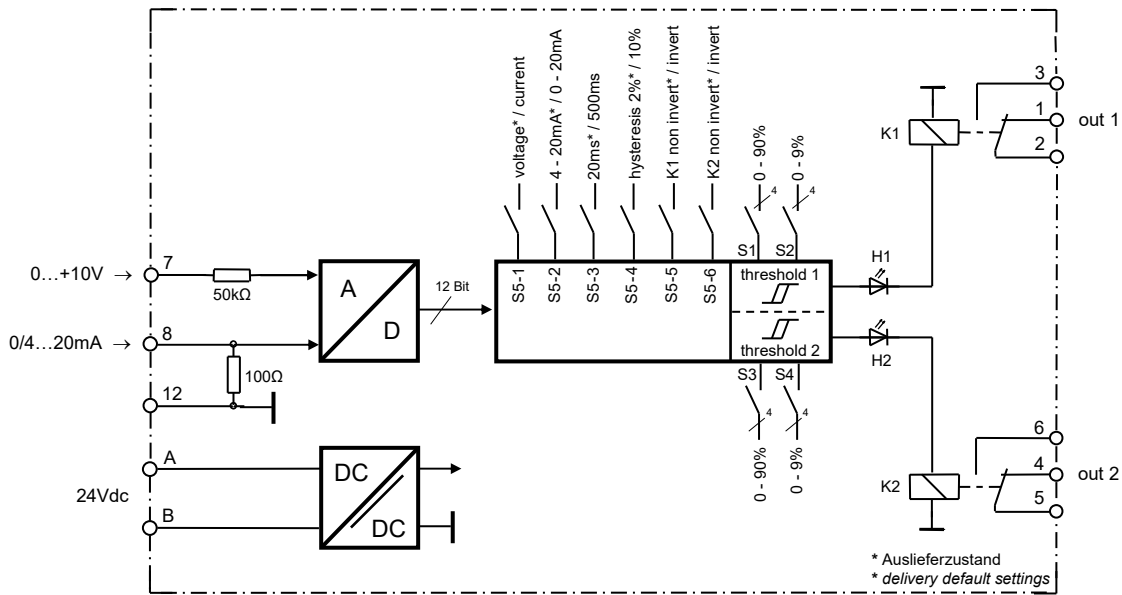 voltage* / current
4 - 20mA* / 0 - 20mA
20ms* / 500ms
hysteresis 2%* / 10%
K1 non invert* / invert
K2 non invert* / invert
0 - 90%
4
0 - 9%
4
3
1
out 1
2
K1
S1
S2
7
0…+10V →
50kΩ
A
D
12 Bit
S5-1
S5-2
S5-3
S5-4
S5-5
S5-6
threshold 1
threshold 2
H1
H2
8
0/4…20mA →
100Ω
12
S3
S4
4
4
0 - 90%
0 - 9%
A
24Vdc
B
DC
DC
6
4
out 2
5
K2
* Auslieferzustand
* delivery default settings